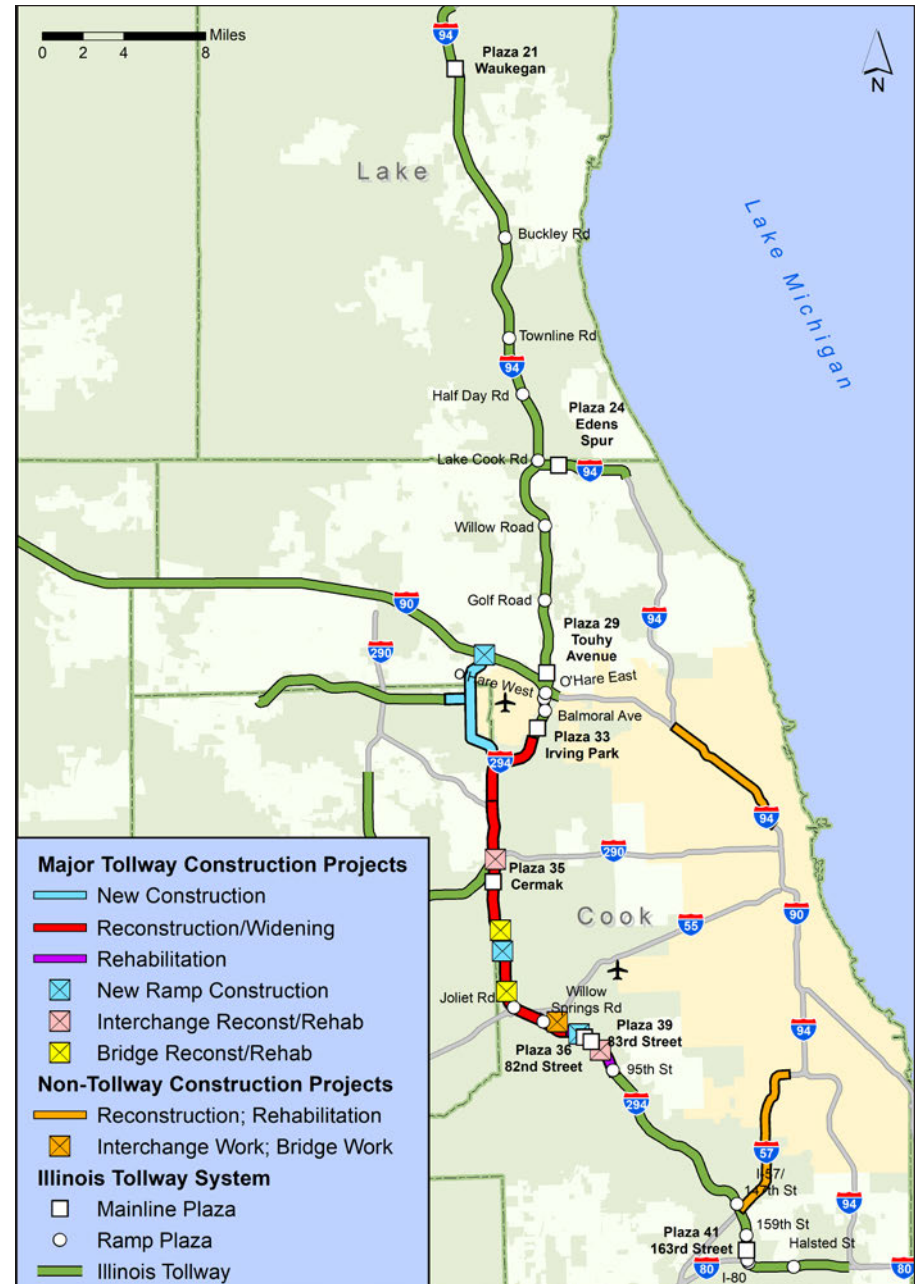 94
Miles
0 2 4 8
N
Plaza 21
Waukegan
Lake
Lake Michigan
Buckley Rd
Townline Rd
94
Half Day Rd
Plaza 24
Edens
Spur
Lake Cook Rd
94
Willow Road
Golf Road
90
94
290
Plaza 29
Touhy
Avenue
O'Hare West
O'Hare East
Balmoral Ave
Plaza 33
Irving Park
294
94
290
Plaza 35
Cermak
Cook
90
55
Joliet Rd
Willow
Springs Rd
Plaza 39
83rd Street
Plaza 36
82nd Street
95th St
94
294
57
I-57/
147th St
94
159th St
Plaza 41
163rd Street
Halsted St
80
I-80
80
Major Tollway Construction Projects
New Construction
Reconstruction/Widening
Rehabilitation
New Ramp Construction
Interchange Reconst/Rehab
Bridge Reconst/Rehab
Non-Tollway Construction Projects
Reconstruction; Rehabilitation
Interchange Work; Bridge Work
Illinois Tollway System
Mainline Plaza
Ramp Plaza
Illinois Tollway